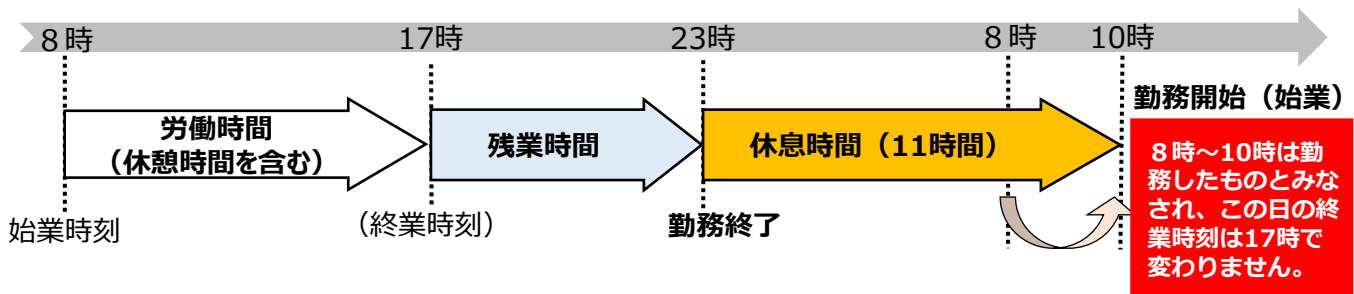 ８時
17時
23時
８時
10時
勤務開始（始業）
労働時間
（休憩時間を含む）
残業時間
休息時間（11時間）
８時～10時は勤
務したものとみな
され、この日の終
業時刻は17時で
変わりません。
始業時刻
（終業時刻）
勤務終了